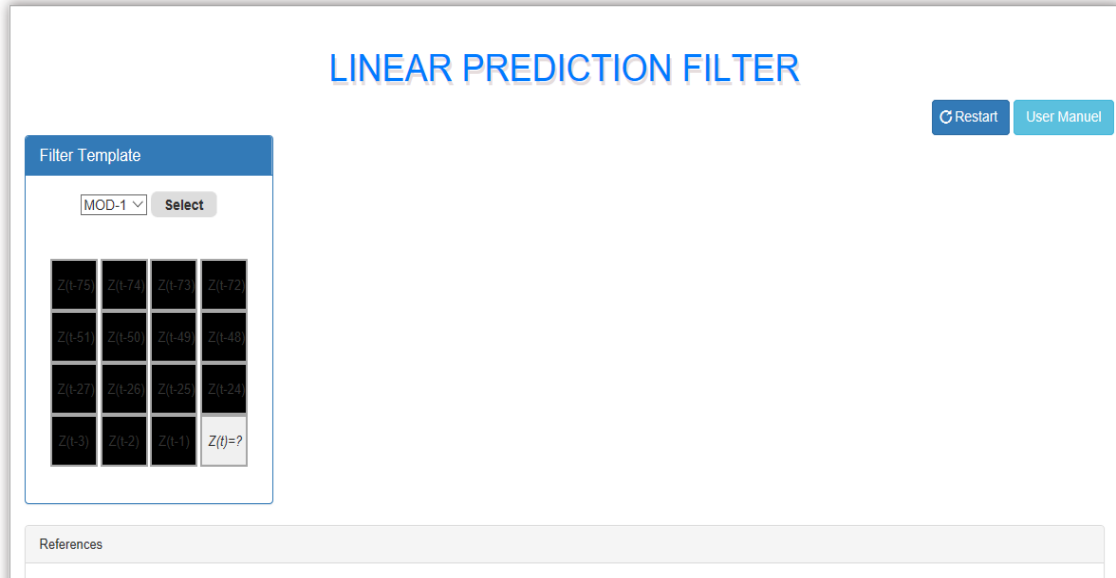 LINEAR PREDICTION FILTER
Restart User Manuel
Filter Template
MOD-1 Select
Z(t-75) Z(t-74) Z(t-73) Z(t-72)
Z(t-51) Z(t-50) Z(t-49) Z(t-48)
Z(t-27) Z(t-26) Z(t-25) Z(t-24)
Z(t-3) Z(t-2) Z(t-1) Z(t)=?
References